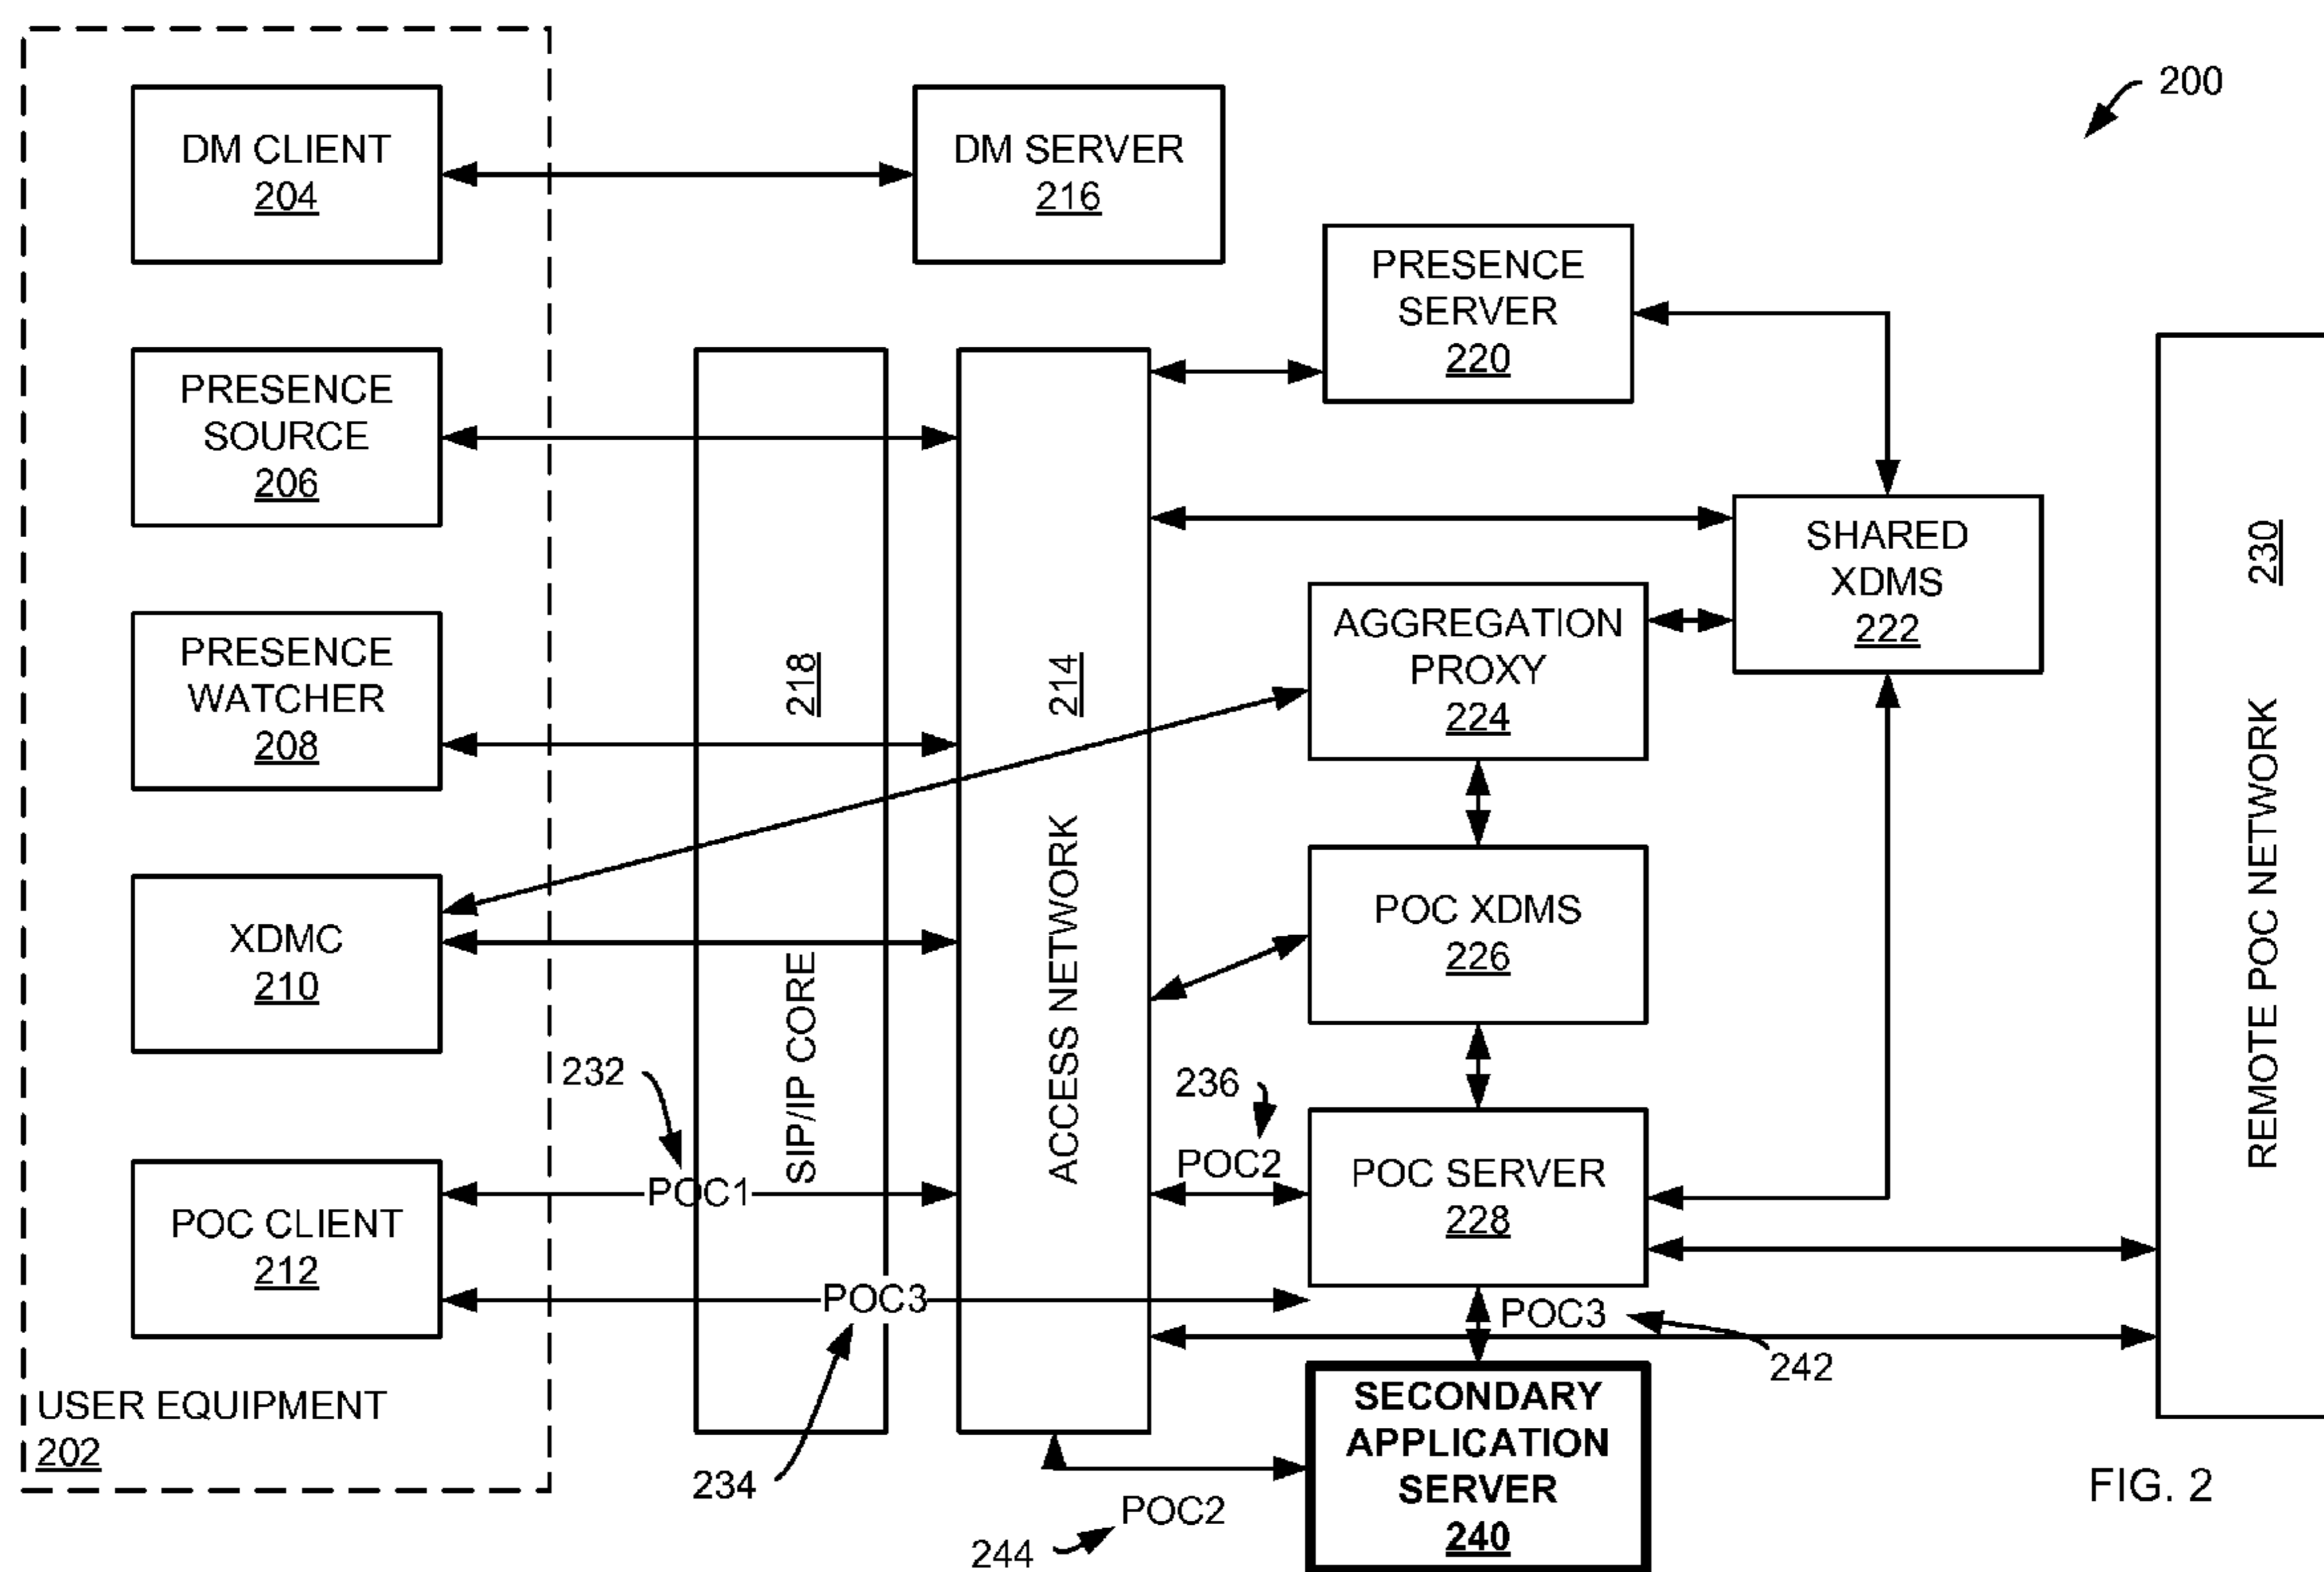 200
DM CLIENT
204
DM SERVER
216
PRESENCE
SERVER
220
PRESENCE
SOURCE
206
SHARED
XDMS
222
230
REMOTE POC NETWORK
PRESENCE
WATCHER
208
218
SIP/IP CORE
214
ACCESS NETWORK
AGGREGATION
PROXY
224
XDMC
210
POC XDMS
226
232
236
POC1
POC2
POC SERVER
228
POC CLIENT
212
POC3
POC3
242
USER EQUIPMENT
202
234
SECONDARY
APPLICATION
SERVER
240
POC2
244
FIG. 2